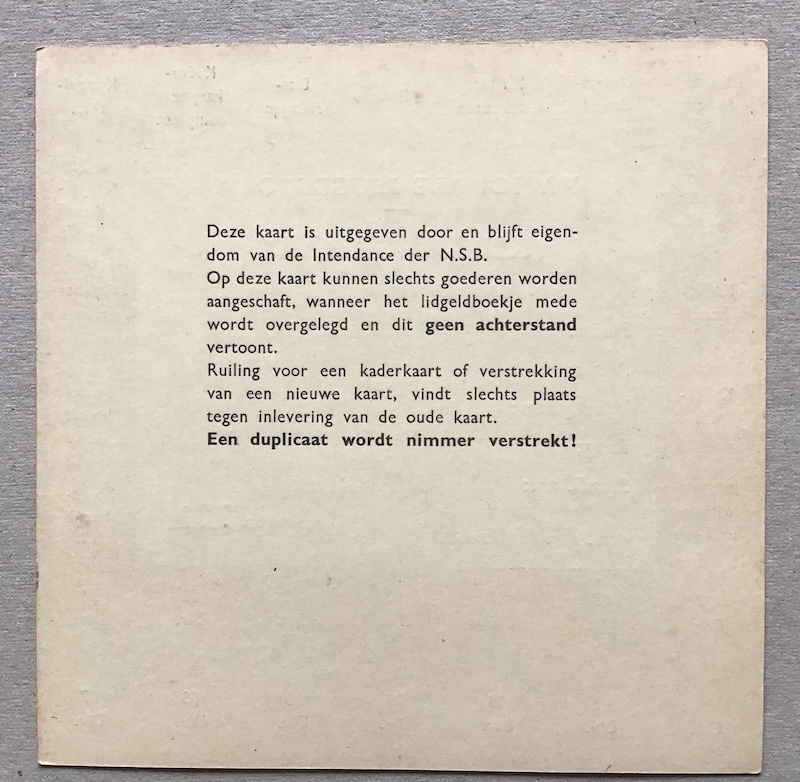 Deze kaart is uitgegeven door en blijft eigen-
dom van de Intendance der N.S.B.
Op deze kaart kunnen slechts goederen worden
aangeschaft, wanneer het lidgeldboekje mede
wordt overgelegd en dit geen achterstand
vertoont.
Ruiling voor een kaderkaart of verstrekking
van een nieuwe kaart, vindt slechts plaats
tegen inlevering van de oude kaart.
Een duplicaat wordt nimmer verstrekt!